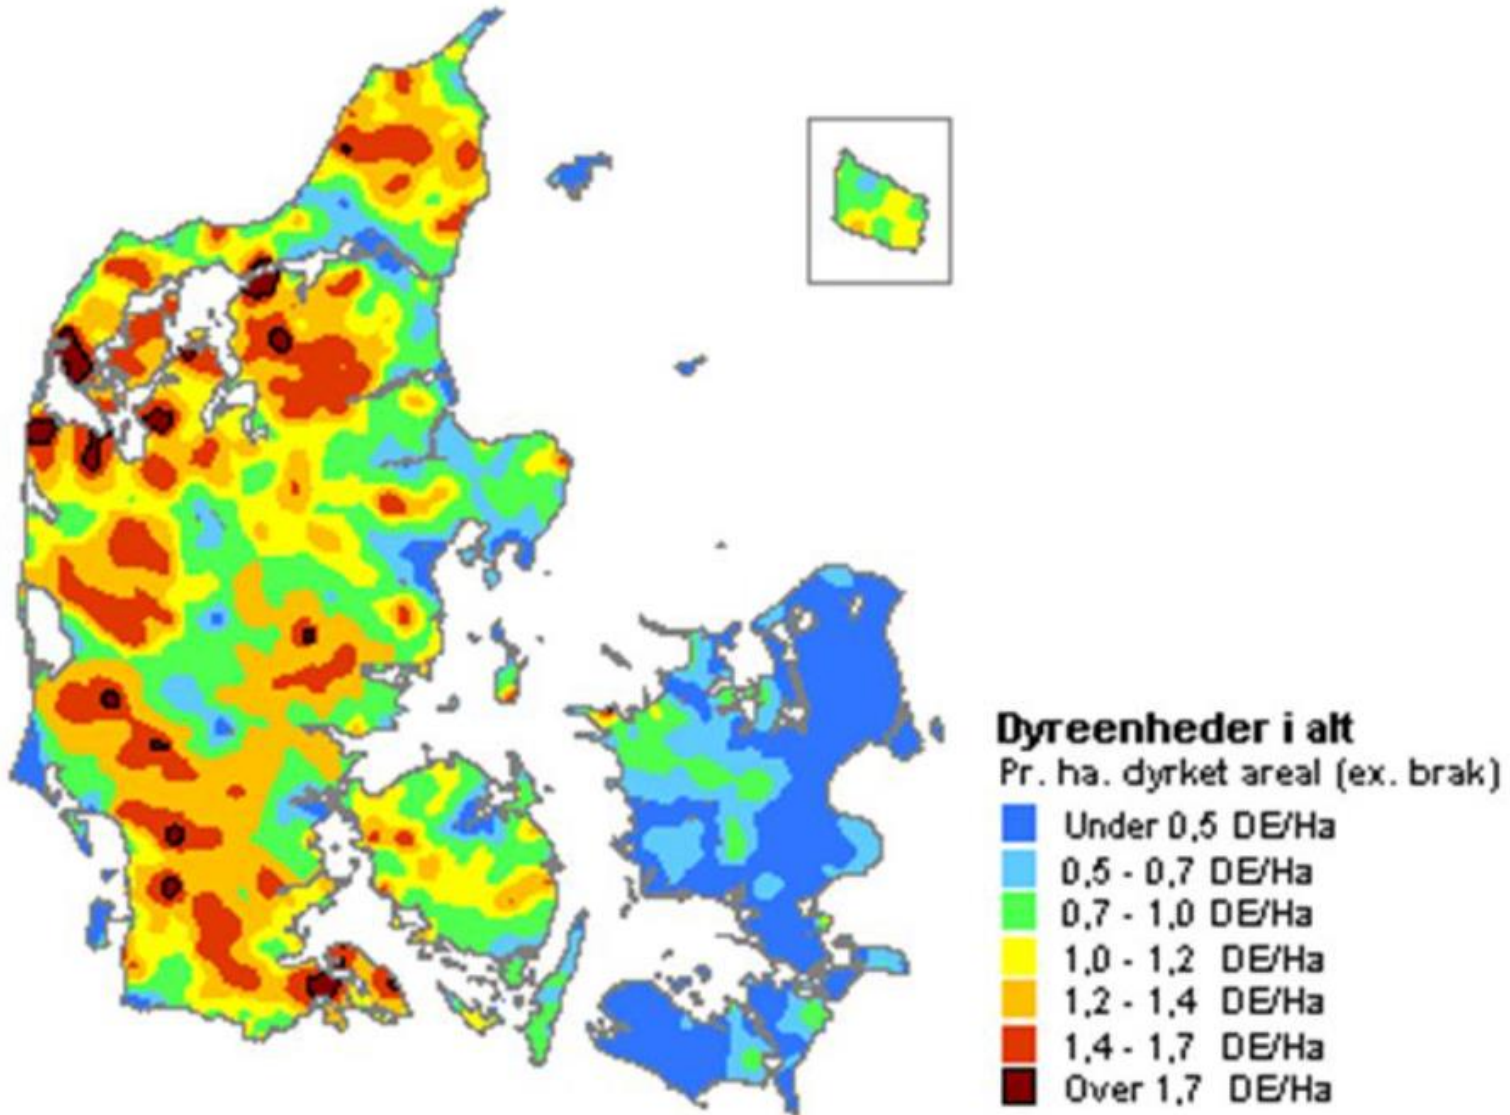 Dyreenheder i alt
Pr. ha. dyrket areal (ex. brak)
Under 0,5 DE/Ha
0,5 - 0,7 DE/Ha
0,7 - 1,0 DE/Ha
1,0 - 1,2 DE/Ha
1,2 - 1,4 DE/Ha
1,4 - 1,7 DE/Ha
Over 1,7 DE/Ha